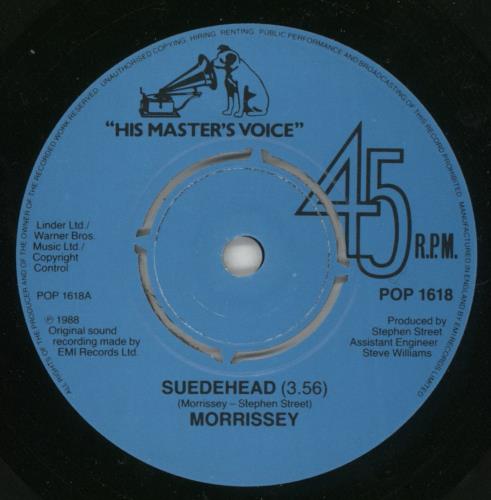 UNAUTHORISED COPYING, HIRING, RENTING, PUBLIC PERFORMANCE AND BROADCASTING OF THIS RECORD PROHIBITED.
ALL RIGHTS OF THE PRODUCER AND OF THE OWNER OF THE RECORDED WORK RESERVED.
MANUFACTURED IN ENGLAND BY EMI RECORDS LIMITED
"HIS MASTER'S VOICE"
45
R.P.M.
Linder Ltd./
Warner Bros.
Music Ltd./
Copyright
Control
POP 1618A
POP 1618
℗ 1988
Original sound
recording made by
EMI Records Ltd.
Produced by
Stephen Street
Assistant Engineer
Steve Williams
SUEDEHEAD (3.56)
(Morrissey – Stephen Street)
MORRISSEY